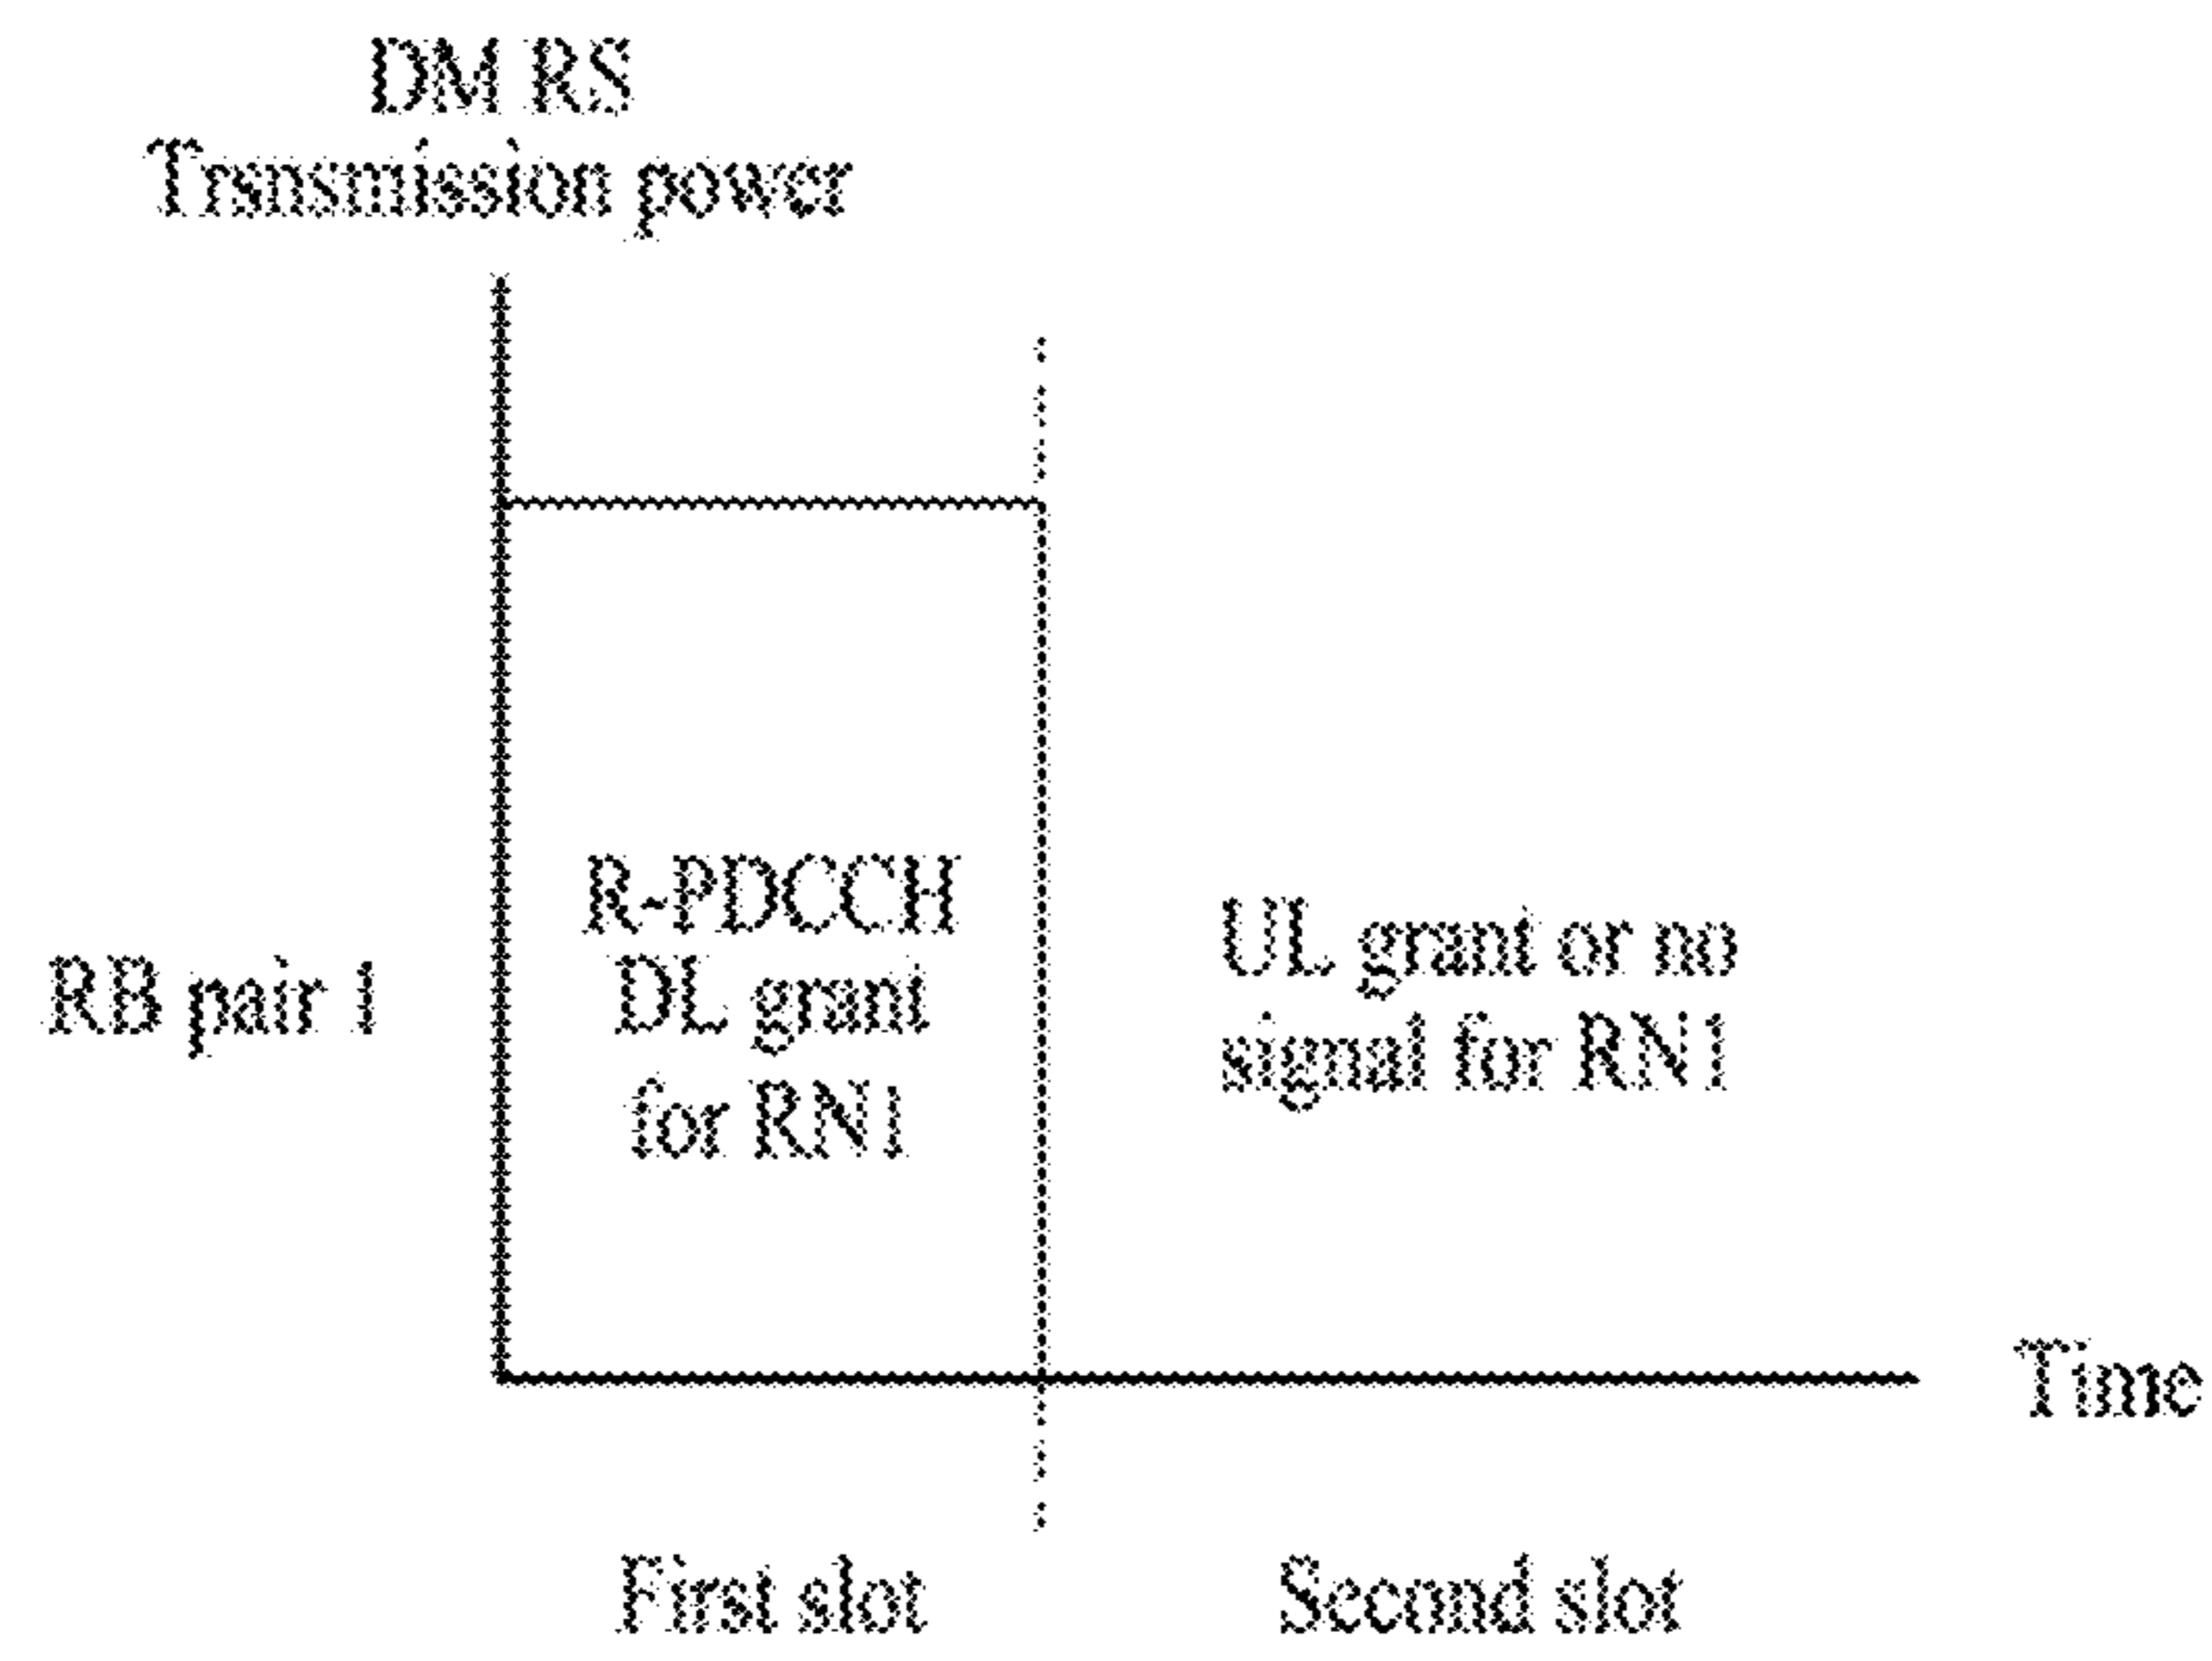 DM RS
Transmission power
R-PDCCH
DL grant
for RN1
UL grant or no
signal for RN1
RB pair 1
Time
First slot
Second slot